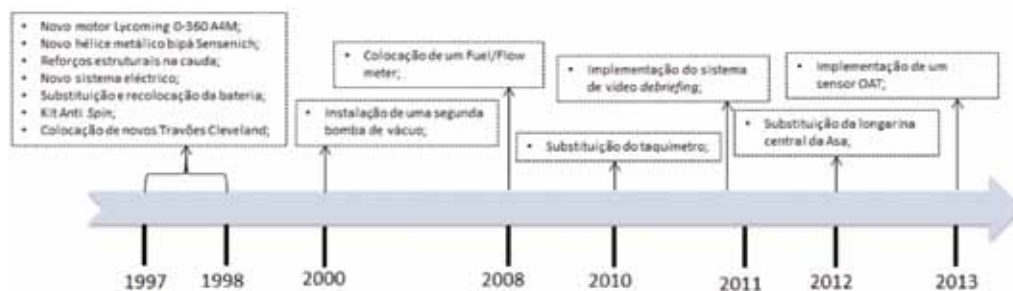 • Novo motor Lycoming O-360 A4M;
• Novo hélice metálico bipá Sensenich;
• Reforços estruturais na cauda;
• Novo sistema eléctrico;
• Substituição e recolocação da bateria;
• Kit Anti Spin;
• Colocação de novos Travões Cleveland;
• Instalação de uma segunda
bomba de vácuo;
• Colocação de um Fuel/Flow
meter;
• Substituição do taquímetro;
• Implementação do sistema
de vídeo debriefing;
• Substituição da longarina
central da Asa;
• Implementação de um
sensor OAT;
1997
1998
2000
2008
2010
2011
2012
2013